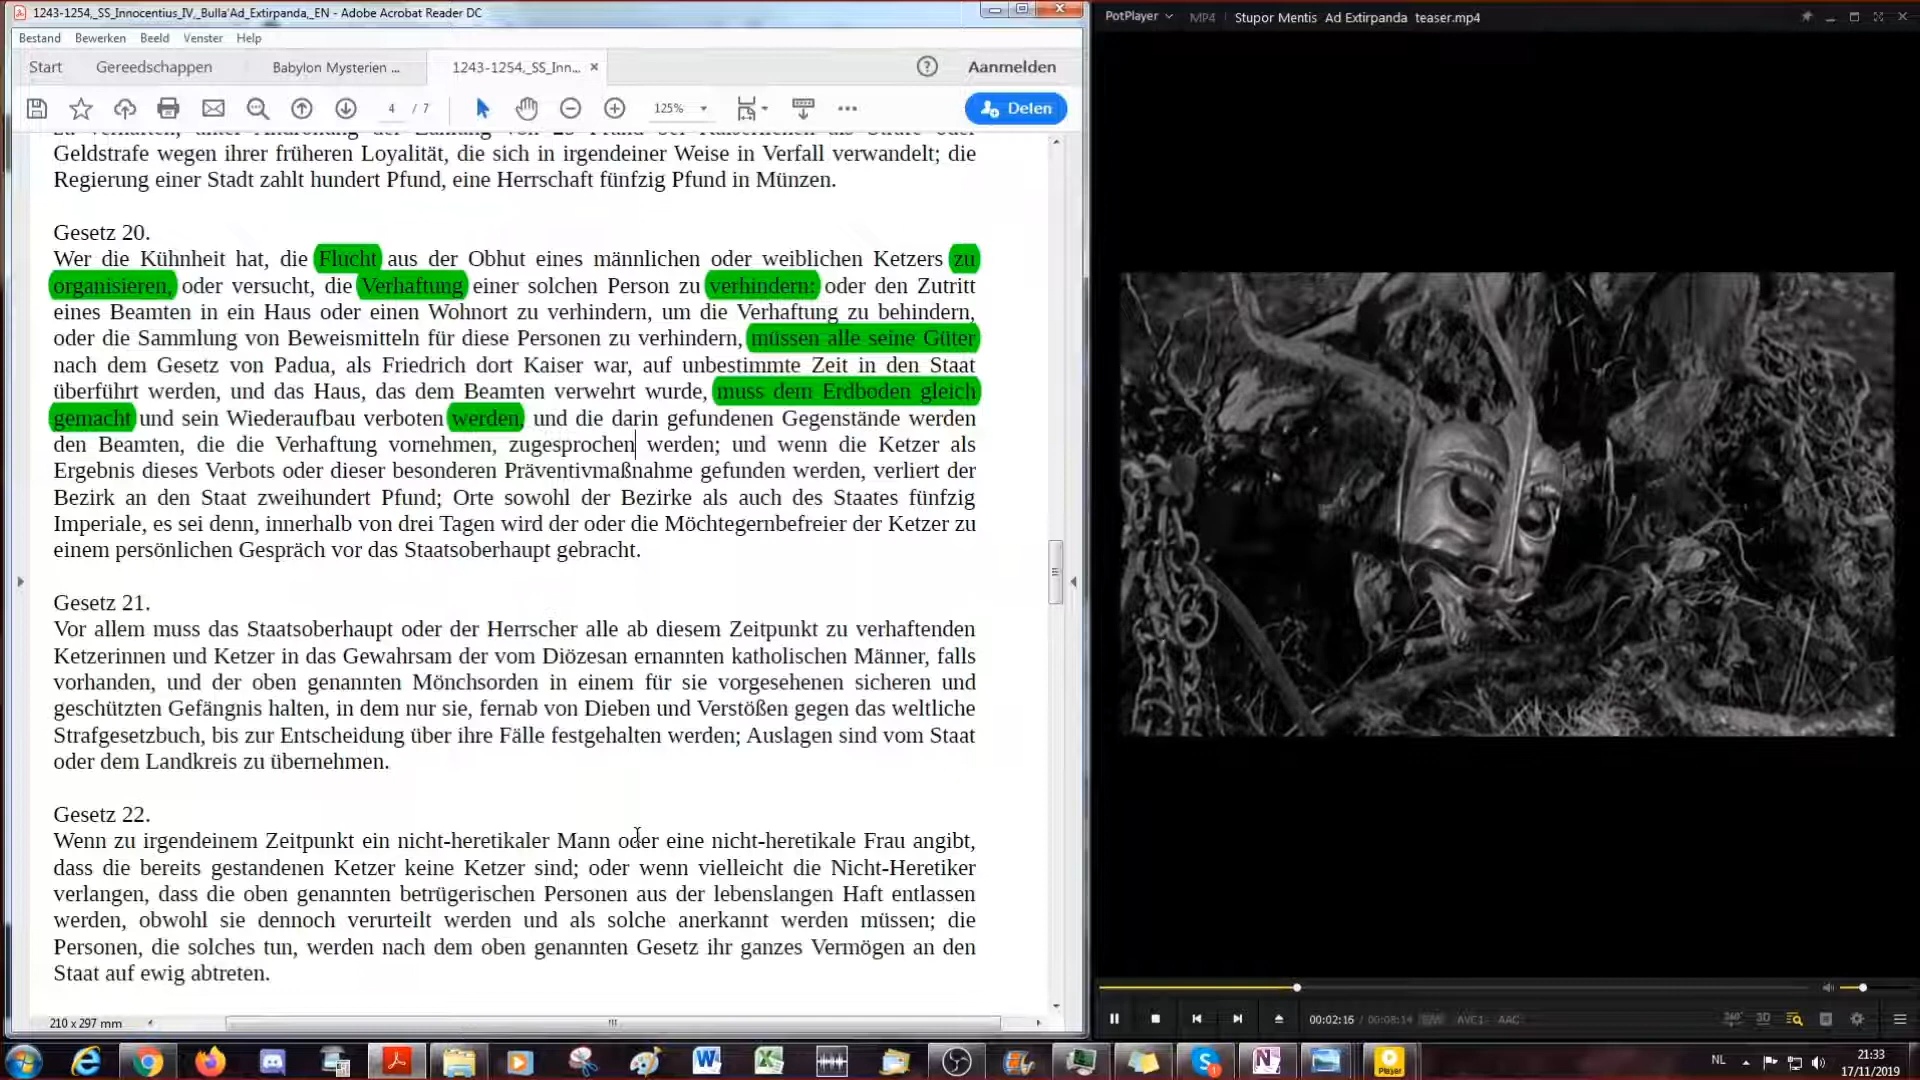 1243-1254,_SS_Innocentius_IV,_Bulla'Ad_Extirpanda,_EN - Adobe Acrobat Reader DC
Bestand Bewerken Beeld Venster Help
Start Gereedschappen Babylon Mysterien ... 1243-1254,_SS_Inn... × Aanmelden
4 / 7 125% Delen
Geldstrafe wegen ihrer früheren Loyalität, die sich in irgendeiner Weise in Verfall verwandelt; die
Regierung einer Stadt zahlt hundert Pfund, eine Herrschaft fünfzig Pfund in Münzen.
Gesetz 20.
Wer die Kühnheit hat, die Flucht aus der Obhut eines männlichen oder weiblichen Ketzers zu
organisieren, oder versucht, die Verhaftung einer solchen Person zu verhindern: oder den Zutritt
eines Beamten in ein Haus oder einen Wohnort zu verhindern, um die Verhaftung zu behindern,
oder die Sammlung von Beweismitteln für diese Personen zu verhindern, müssen alle seine Güter
nach dem Gesetz von Padua, als Friedrich dort Kaiser war, auf unbestimmte Zeit in den Staat
überführt werden, und das Haus, das dem Beamten verwehrt wurde, muss dem Erdboden gleich
gemacht und sein Wiederaufbau verboten werden, und die darin gefundenen Gegenstände werden
den Beamten, die die Verhaftung vornehmen, zugesprochen werden; und wenn die Ketzer als
Ergebnis dieses Verbots oder dieser besonderen Präventivmaßnahme gefunden werden, verliert der
Bezirk an den Staat zweihundert Pfund; Orte sowohl der Bezirke als auch des Staates fünfzig
Imperiale, es sei denn, innerhalb von drei Tagen wird der oder die Möchtegernbefreier der Ketzer zu
einem persönlichen Gespräch vor das Staatsoberhaupt gebracht.
Gesetz 21.
Vor allem muss das Staatsoberhaupt oder der Herrscher alle ab diesem Zeitpunkt zu verhaftenden
Ketzerinnen und Ketzer in das Gewahrsam der vom Diözesan ernannten katholischen Männer, falls
vorhanden, und der oben genannten Mönchsorden in einem für sie vorgesehenen sicheren und
geschützten Gefängnis halten, in dem nur sie, fernab von Dieben und Verstößen gegen das weltliche
Strafgesetzbuch, bis zur Entscheidung über ihre Fälle festgehalten werden; Auslagen sind vom Staat
oder dem Landkreis zu übernehmen.
Gesetz 22.
Wenn zu irgendeinem Zeitpunkt ein nicht-heretikaler Mann oder eine nicht-heretikale Frau angibt,
dass die bereits gestandenen Ketzer keine Ketzer sind; oder wenn vielleicht die Nicht-Heretiker
verlangen, dass die oben genannten betrügerischen Personen aus der lebenslangen Haft entlassen
werden, obwohl sie dennoch verurteilt werden und als solche anerkannt werden müssen; die
Personen, die solches tun, werden nach dem oben genannten Gesetz ihr ganzes Vermögen an den
Staat auf ewig abtreten.
210 x 297 mm
PotPlayer MP4 Stupor Mentis Ad Extirpanda teaser.mp4
00:02:16 / 00:08:14 AVC1 AAC
360° 3D
Player
NL
21:33
17/11/2019